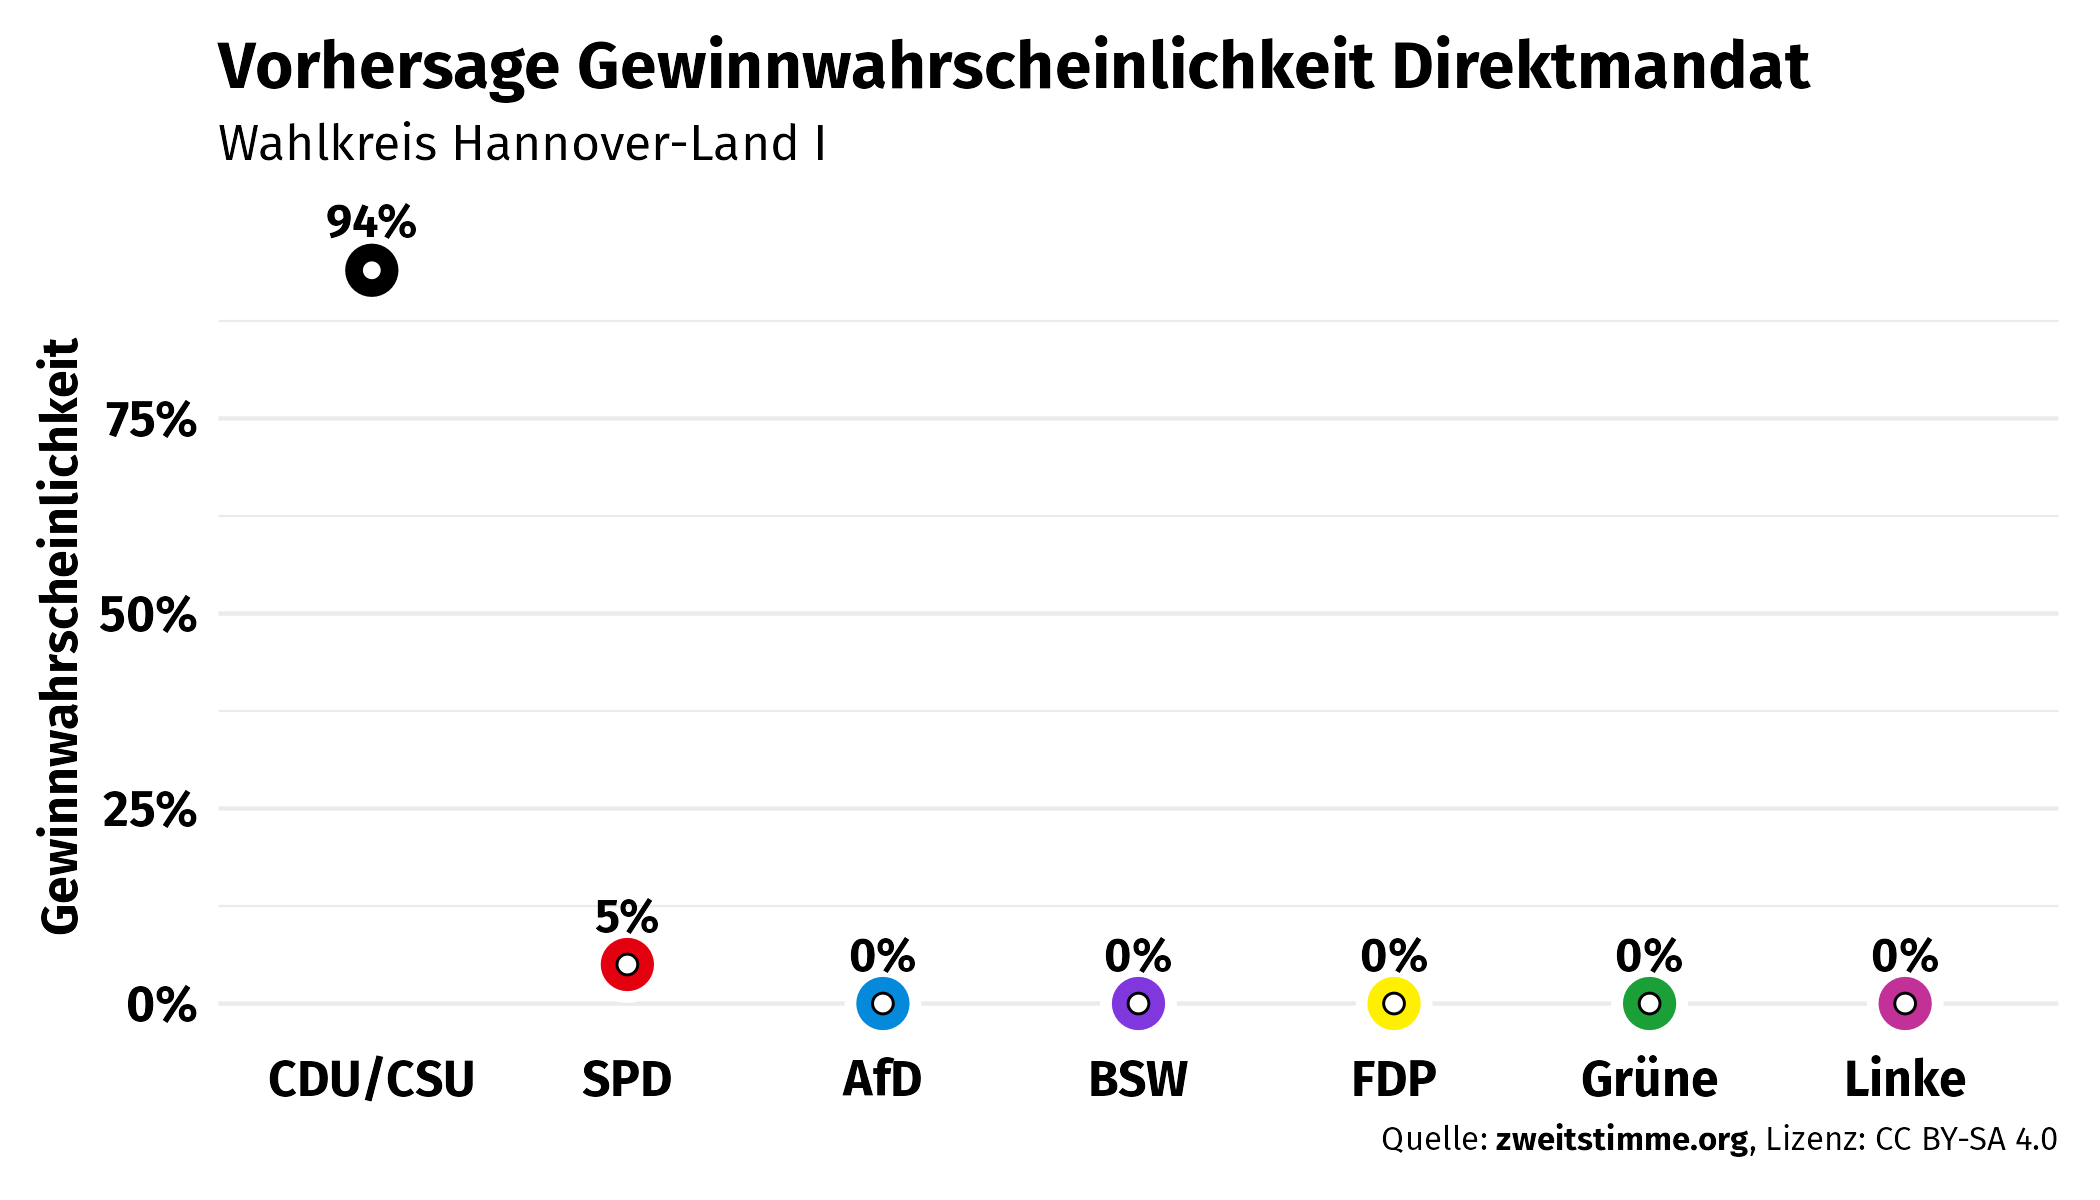 Vorhersage Gewinnwahrscheinlichkeit Direktmandat
Wahlkreis Hannover-Land I
Gewinnwahrscheinlichkeit
94%
75%
50%
25%
5%
0% 0% 0% 0% 0%
0%
CDU/CSU SPD AfD BSW FDP Grüne Linke
Quelle: zweitstimme.org, Lizenz: CC BY-SA 4.0